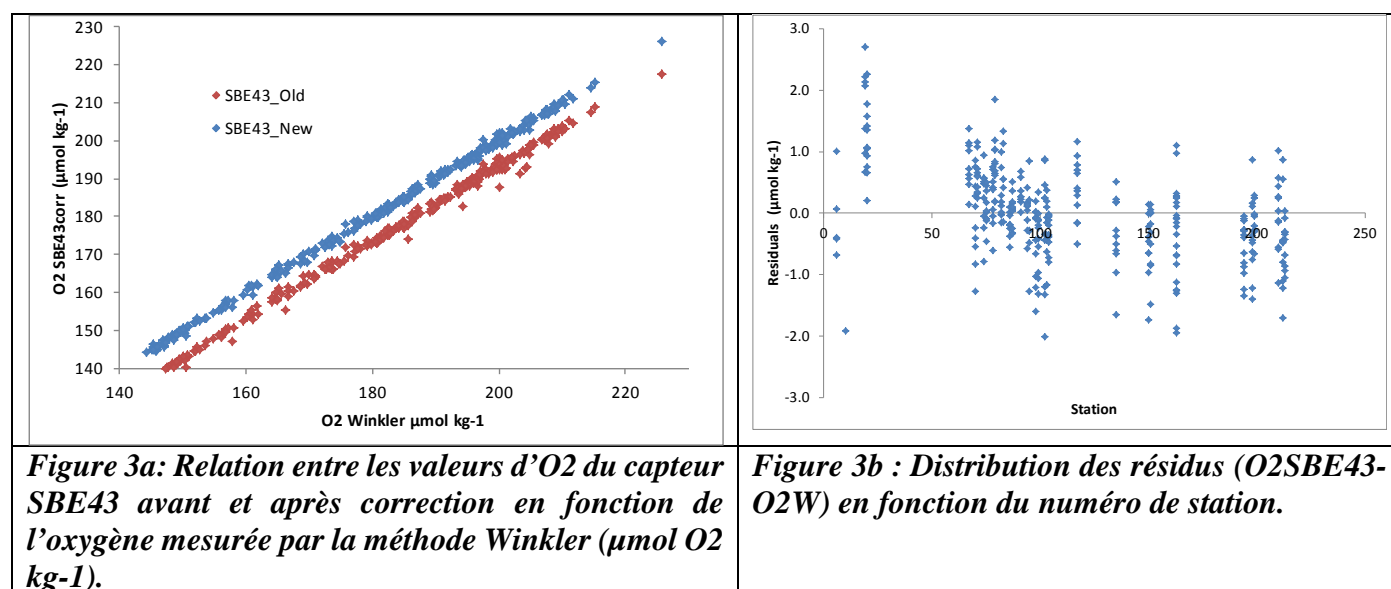 230
220
210
200
190
180
170
160
150
140
O2 SBE43corr (µmol kg-1)
SBE43_Old
SBE43_New
140
160
180
200
220
O2 Winkler µmol kg-1
3.0
2.0
1.0
0.0
-1.0
-2.0
-3.0
Residuals (µmol kg-1)
0
50
100
150
200
250
Station
Figure 3a: Relation entre les valeurs d’O2 du capteur
SBE43 avant et après correction en fonction de
l’oxygène mesurée par la méthode Winkler (µmol O2
kg-1).
Figure 3b : Distribution des résidus (O2SBE43-
O2W) en fonction du numéro de station.